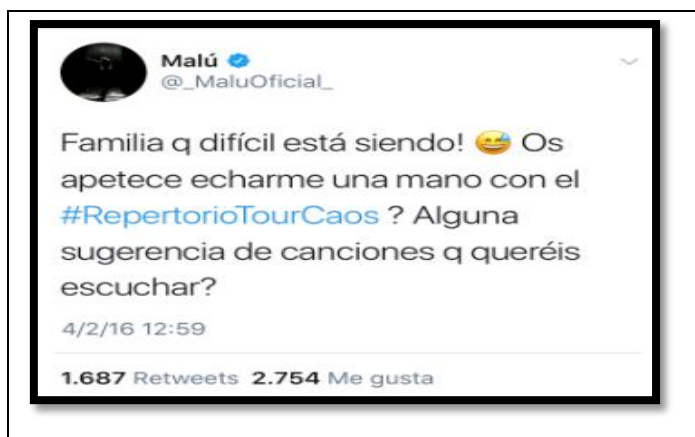 Malú
@_MaluOficial_
Familia q difícil está siendo! 😅 Os
apetece echarme una mano con el
#RepertorioTourCaos ? Alguna
sugerencia de canciones q queréis
escuchar?
4/2/16 12:59
1.687 Retweets 2.754 Me gusta